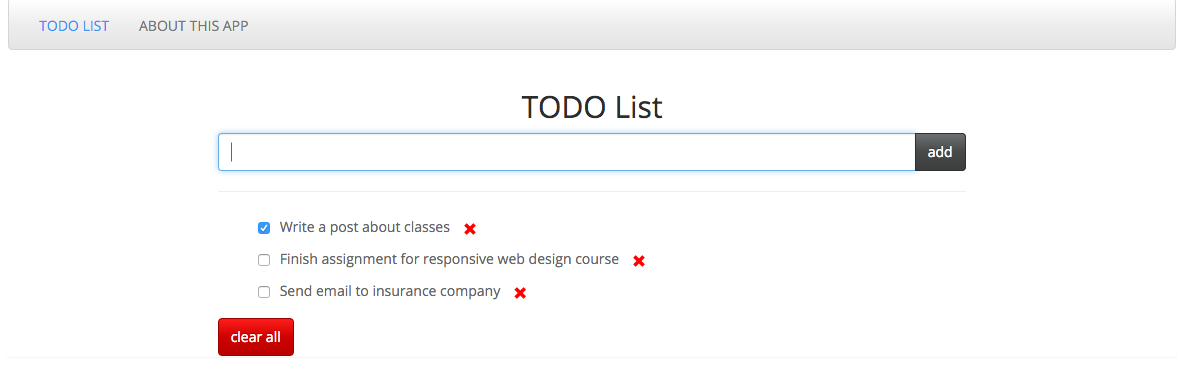 TODO LIST ABOUT THIS APP
TODO List
add
Write a post about classes
Finish assignment for responsive web design course
Send email to insurance company
clear all